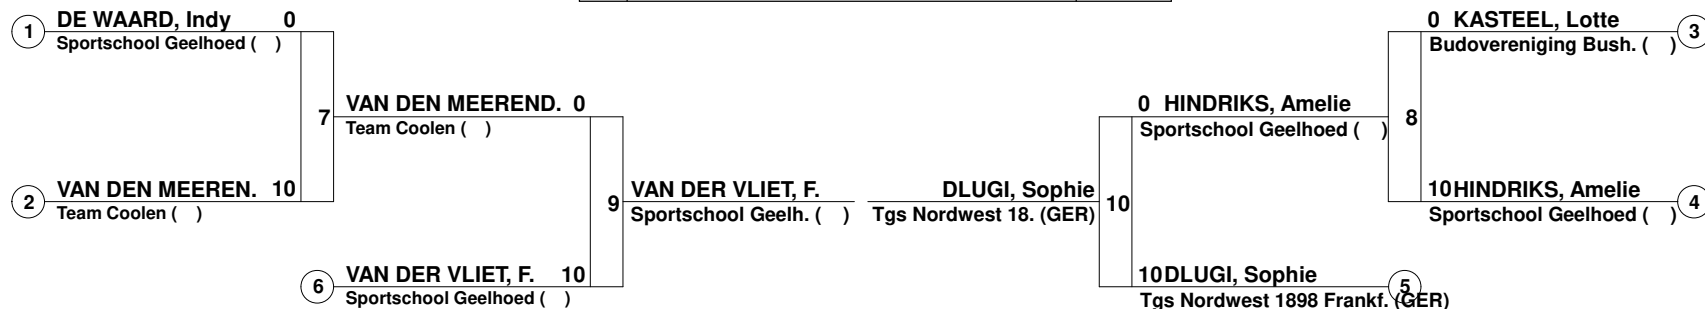 1 DE WAARD, Indy 0
Sportschool Geelhoed ( )
7
2 VAN DEN MEEREN. 10
Team Coolen ( )
VAN DEN MEEREND. 0
Team Coolen ( )
9
6 VAN DER VLIET, F. 10
Sportschool Geelhoed ( )
VAN DER VLIET, F.
Sportschool Geelh. ( )
DLUGI, Sophie
Tgs Nordwest 18. (GER)
10
0 HINDRIKS, Amelie
Sportschool Geelhoed ( )
10 DLUGI, Sophie 5
Tgs Nordwest 1898 Frankf. (GER)
8
0 KASTEEL, Lotte 3
Budovereniging Bush. ( )
10 HINDRIKS, Amelie 4
Sportschool Geelhoed ( )